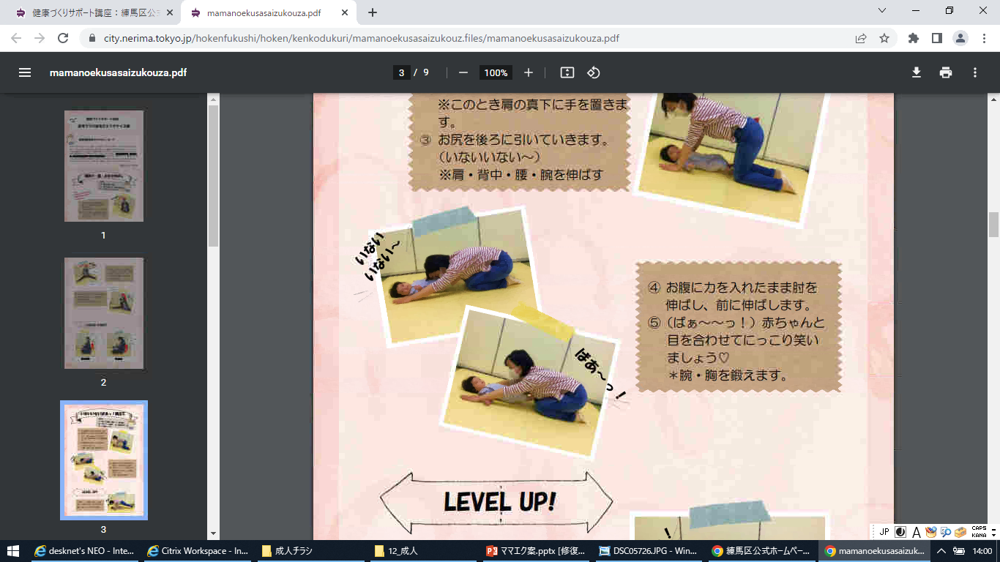 健康づくりサポート講座：練馬区公式
mamanoekusasaizukouza.pdf
city.nerima.tokyo.jp/hokenfukushi/hoken/kenkodukuri/mamanoekusasaizukouz.files/mamanoekusasaizukouza.pdf
mamanoekusasaizukouza.pdf
3 / 9
100%
※このとき肩の真下に手を置きま
す。
③ お尻を後ろに引いていきます。
（いないいない～）
※肩・背中・腰・腕を伸ばす
いない
いない～
④ お腹に力を入れたまま肘を
伸ばし、前に伸ばします。
⑤（ばぁ～～っ！）赤ちゃんと
目を合わせてにっこり笑い
ましょう♡
＊腕・胸を鍛えます。
ばあ～っ！
LEVEL UP!
1
2
3
LEVEL UP!
JP
A
CAPS
KANA
desknet's NEO - Inte...
Citrix Workspace - In...
成人チラシ
12_成人
ママエク案.pptx [修復...
DSC05726.JPG - Win...
練馬区公式ホームペー...
mamanoekusasaizuk...
14:00